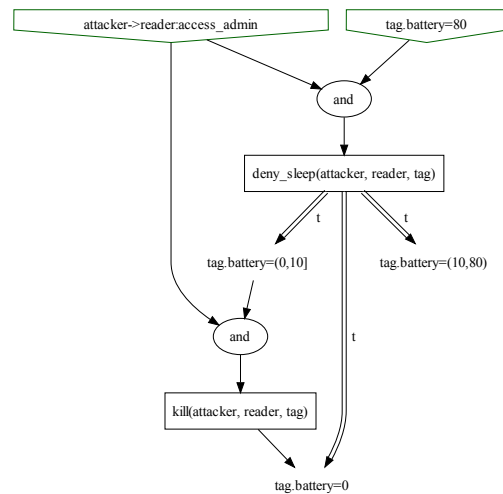 attacker->reader:access_admin
tag.battery=80
and
deny_sleep(attacker, reader, tag)
t
t
tag.battery=(0,10]
tag.battery=(10,80)
and
t
kill(attacker, reader, tag)
tag.battery=0